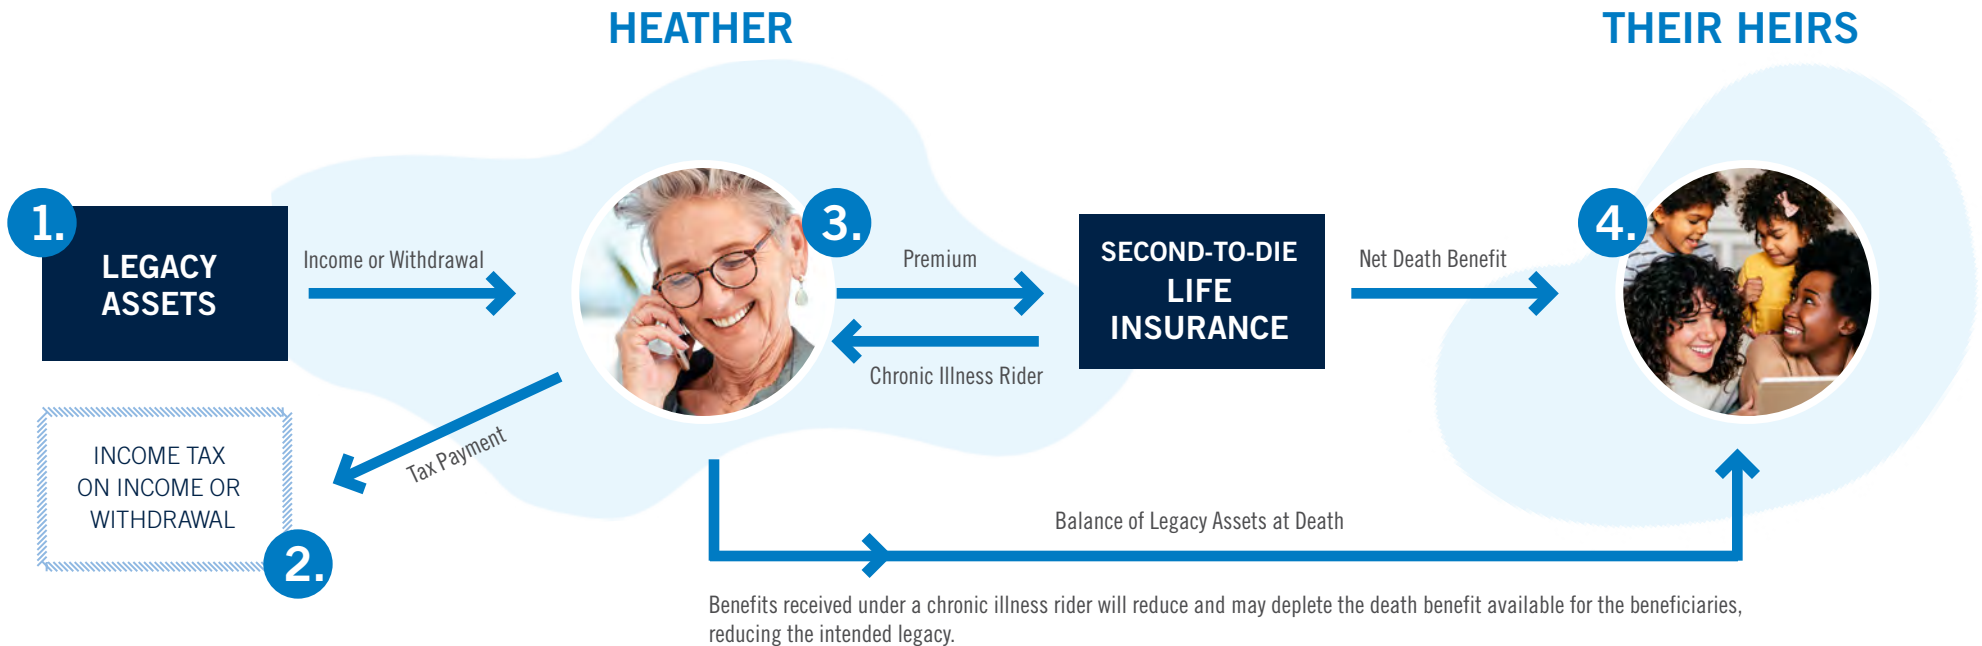 HEATHER
THEIR HEIRS
1.
LEGACY
ASSETS
Income or Withdrawal
3.
Premium
Chronic Illness Rider
SECOND-TO-DIE
LIFE
INSURANCE
Net Death Benefit
4.
Tax Payment
INCOME TAX
ON INCOME OR
WITHDRAWAL
2.
Balance of Legacy Assets at Death
Benefits received under a chronic illness rider will reduce and may deplete the death benefit available for the beneficiaries,
reducing the intended legacy.